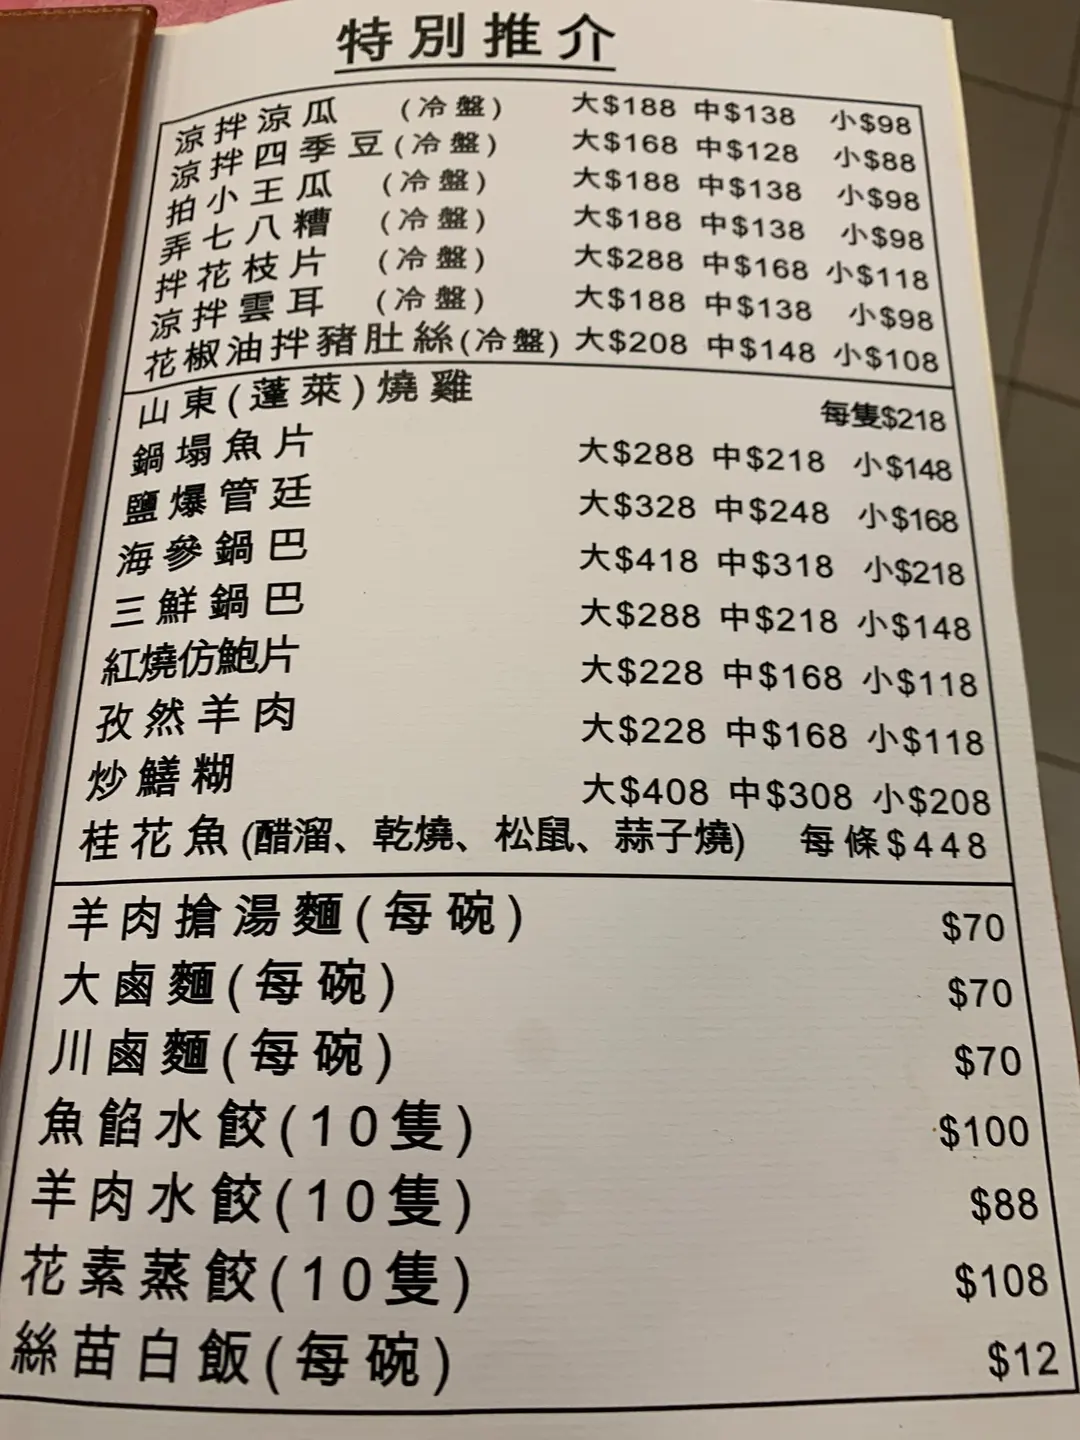 特別推介
涼拌涼瓜 (冷盤) 大$188 中$138 小$98
涼拌四季豆(冷盤) 大$168 中$128 小$88
拍小王瓜 (冷盤) 大$188 中$138 小$98
弄七八糟 (冷盤) 大$188 中$138 小$98
拌花枝片 (冷盤) 大$288 中$168 小$118
涼拌雲耳 (冷盤) 大$188 中$138 小$98
花椒油拌豬肚絲(冷盤) 大$208 中$148 小$108
山東(蓬萊)燒雞 每隻$218
鍋塌魚片 大$288 中$218 小$148
鹽爆管廷 大$328 中$248 小$168
海參鍋巴 大$418 中$318 小$218
三鮮鍋巴 大$288 中$218 小$148
紅燒仿鮑片 大$228 中$168 小$118
孜然羊肉 大$228 中$168 小$118
炒鱔糊 大$408 中$308 小$208
桂花魚(醋溜、乾燒、松鼠、蒜子燒) 每條$448
羊肉搶湯麵(每碗) $70
大鹵麵(每碗) $70
川鹵麵(每碗) $70
魚餡水餃(10隻) $100
羊肉水餃(10隻) $88
花素蒸餃(10隻) $108
絲苗白飯(每碗) $12